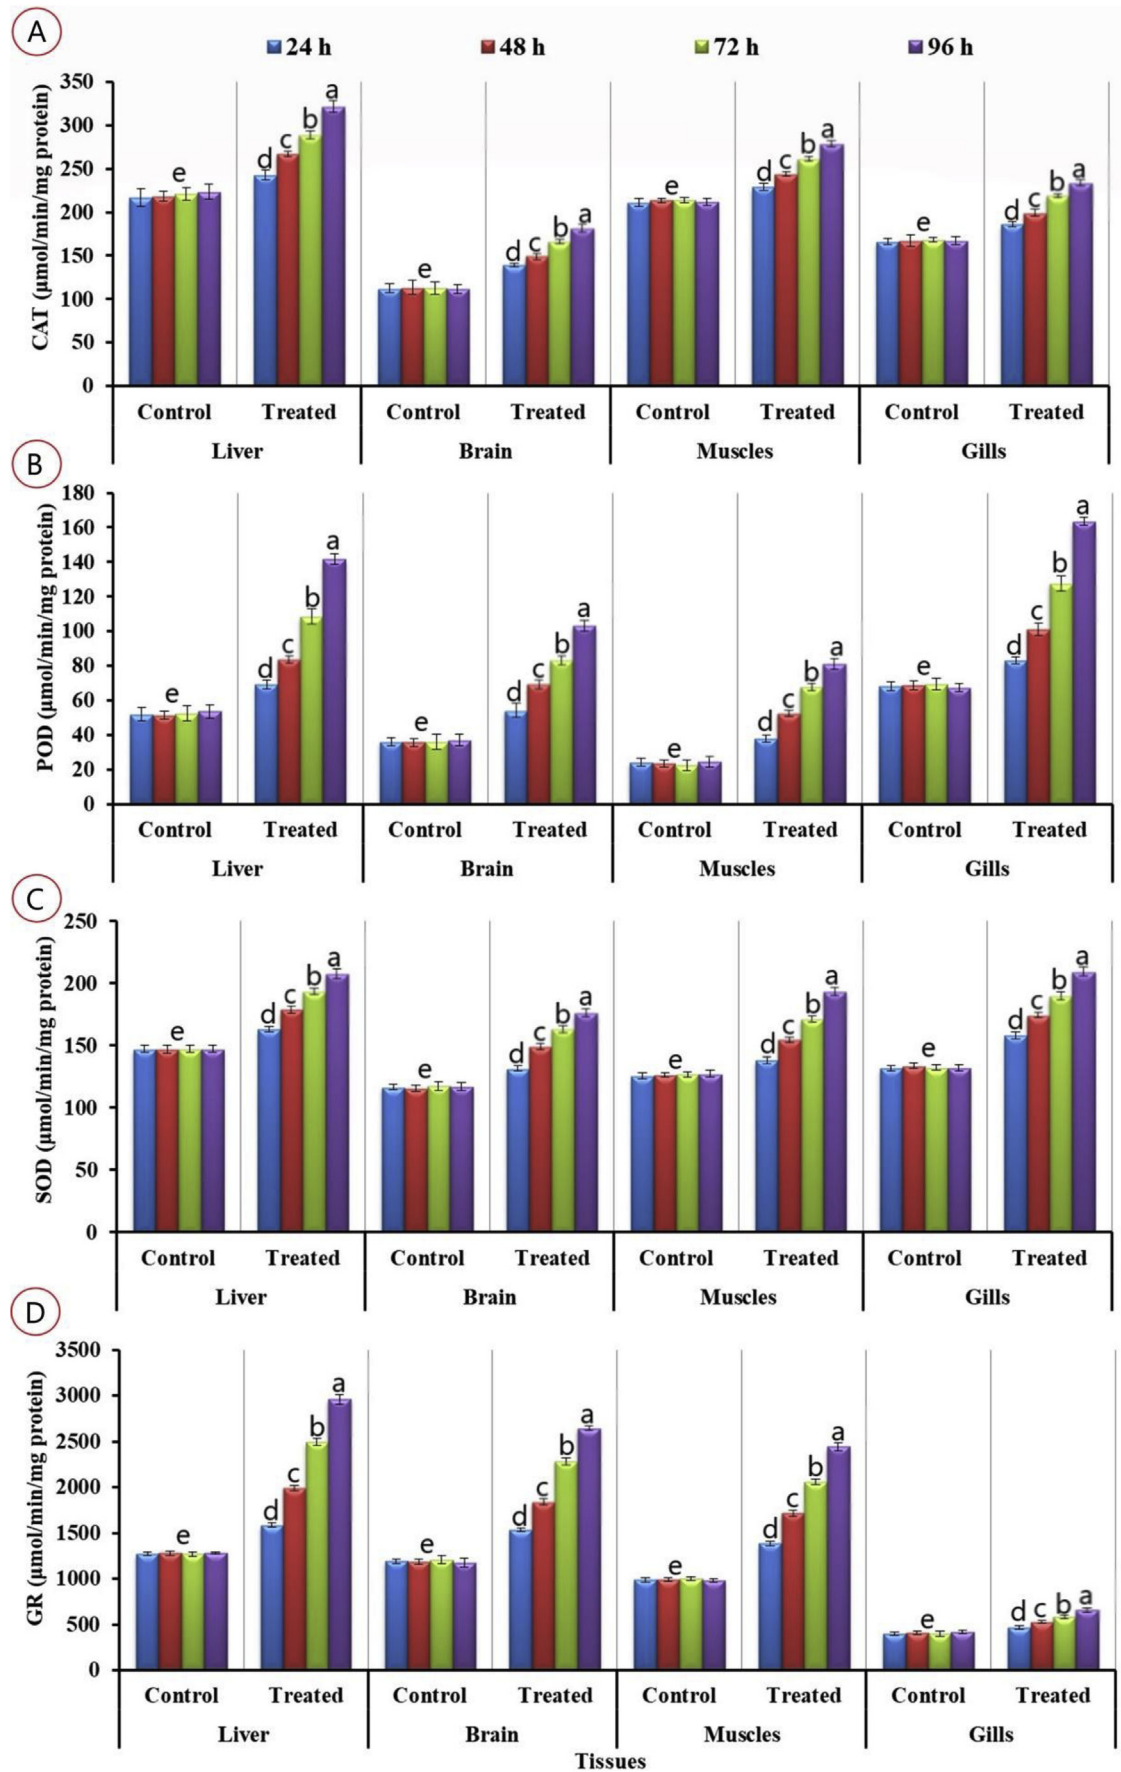 A
24 h 48 h 72 h 96 h
CAT (µmol/min/mg protein)
350
300
250
200
150
100
50
0
e d c b a e d c b a e d c b a e d c b a
Control Treated Control Treated Control Treated Control Treated
Liver Brain Muscles Gills
B
POD (µmol/min/mg protein)
180
160
140
120
100
80
60
40
20
0
e d c b a e d c b a e d c b a e d c b a
Control Treated Control Treated Control Treated Control Treated
Liver Brain Muscles Gills
C
SOD (µmol/min/mg protein)
250
200
150
100
50
0
e d c b a e d c b a e d c b a e d c b a
Control Treated Control Treated Control Treated Control Treated
Liver Brain Muscles Gills
D
GR (µmol/min/mg protein)
3500
3000
2500
2000
1500
1000
500
0
e d c b a e d c b a e d c b a e d c b a
Control Treated Control Treated Control Treated Control Treated
Liver Brain Muscles Gills
Tissues